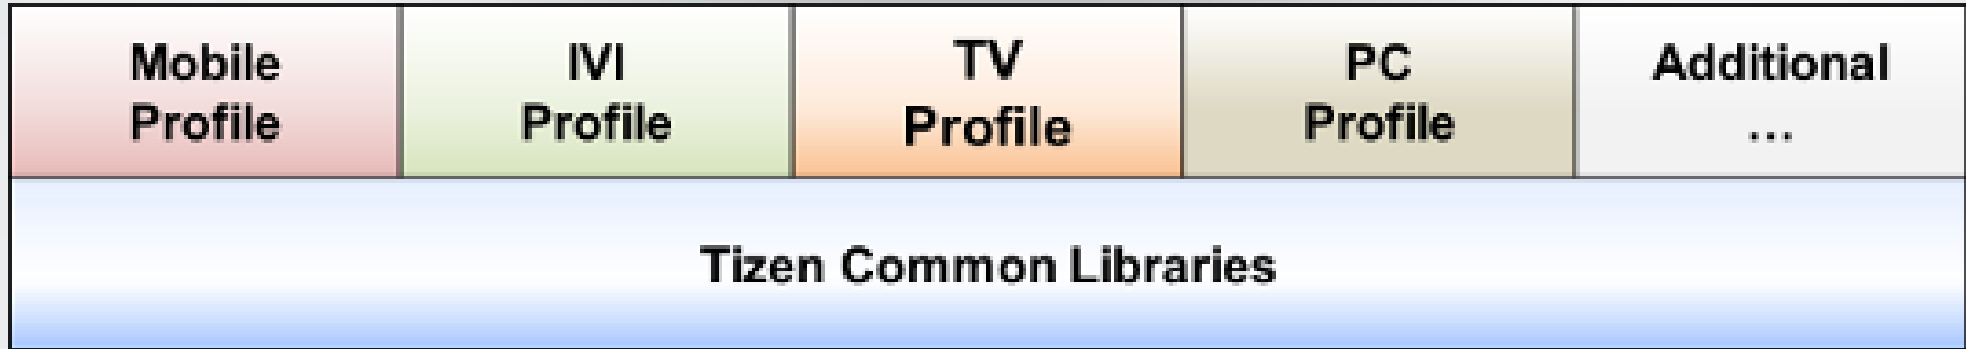 Mobile
Profile
IVI
Profile
TV
Profile
PC
Profile
Additional
...
Tizen Common Libraries